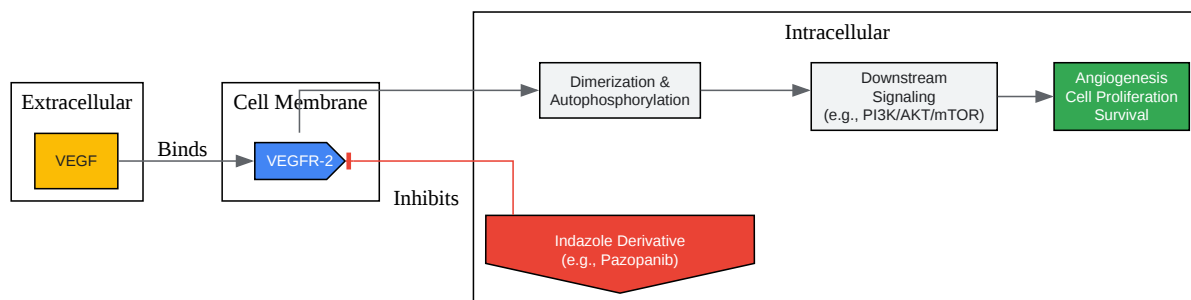 Extracellular
VEGF
Binds
Cell Membrane
VEGFR-2
Inhibits
Intracellular
Dimerization &
Autophosphorylation
Downstream
Signaling
(e.g., PI3K/AKT/mTOR)
Angiogenesis
Cell Proliferation
Survival
Indazole Derivative
(e.g., Pazopanib)